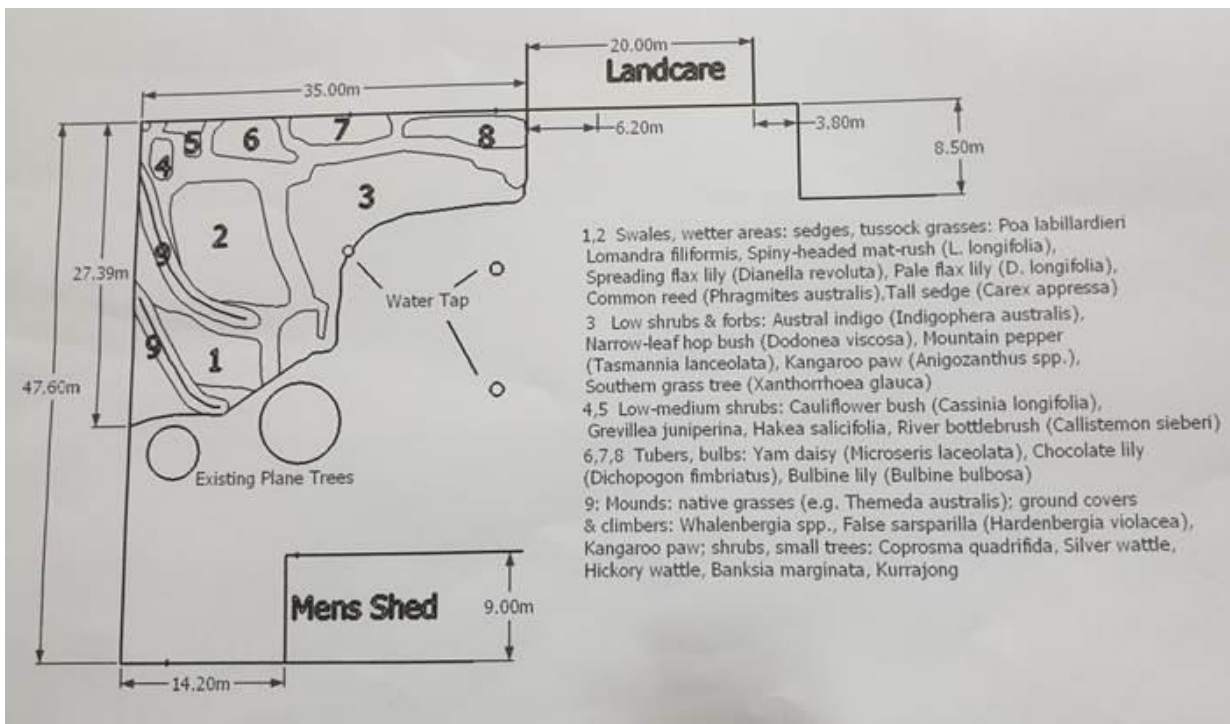 20.00m
Landcare
35.00m
6.20m
3.80m
8.50m
5
6
7
8
4
3
2
9
27.39m
Water Tap
9
1
47.60m
Existing Plane Trees
Mens Shed
9.00m
14.20m
1,2 Swales, wetter areas: sedges, tussock grasses: Poa labillardieri
Lomandra filiformis, Spiny-headed mat-rush (L. longifolia),
Spreading flax lily (Dianella revoluta), Pale flax lily (D. longifolia),
Common reed (Phragmites australis),Tall sedge (Carex appressa)
3 Low shrubs & forbs: Austral indigo (Indigophera australis),
Narrow-leaf hop bush (Dodonea viscosa), Mountain pepper
(Tasmannia lanceolata), Kangaroo paw (Anigozanthus spp.),
Southern grass tree (Xanthorrhoea glauca)
4,5 Low-medium shrubs: Cauliflower bush (Cassinia longifolia),
Grevillea juniperina, Hakea salicifolia, River bottlebrush (Callistemon sieberi)
6,7,8 Tubers, bulbs: Yam daisy (Microseris laceolata), Chocolate lily
(Dichopogon fimbriatus), Bulbine lily (Bulbine bulbosa)
9: Mounds: native grasses (e.g. Themeda australis); ground covers
& climbers: Whalenbergia spp., False sarsparilla (Hardenbergia violacea),
Kangaroo paw; shrubs, small trees: Coprosma quadrifida, Silver wattle,
Hickory wattle, Banksia marginata, Kurrajong